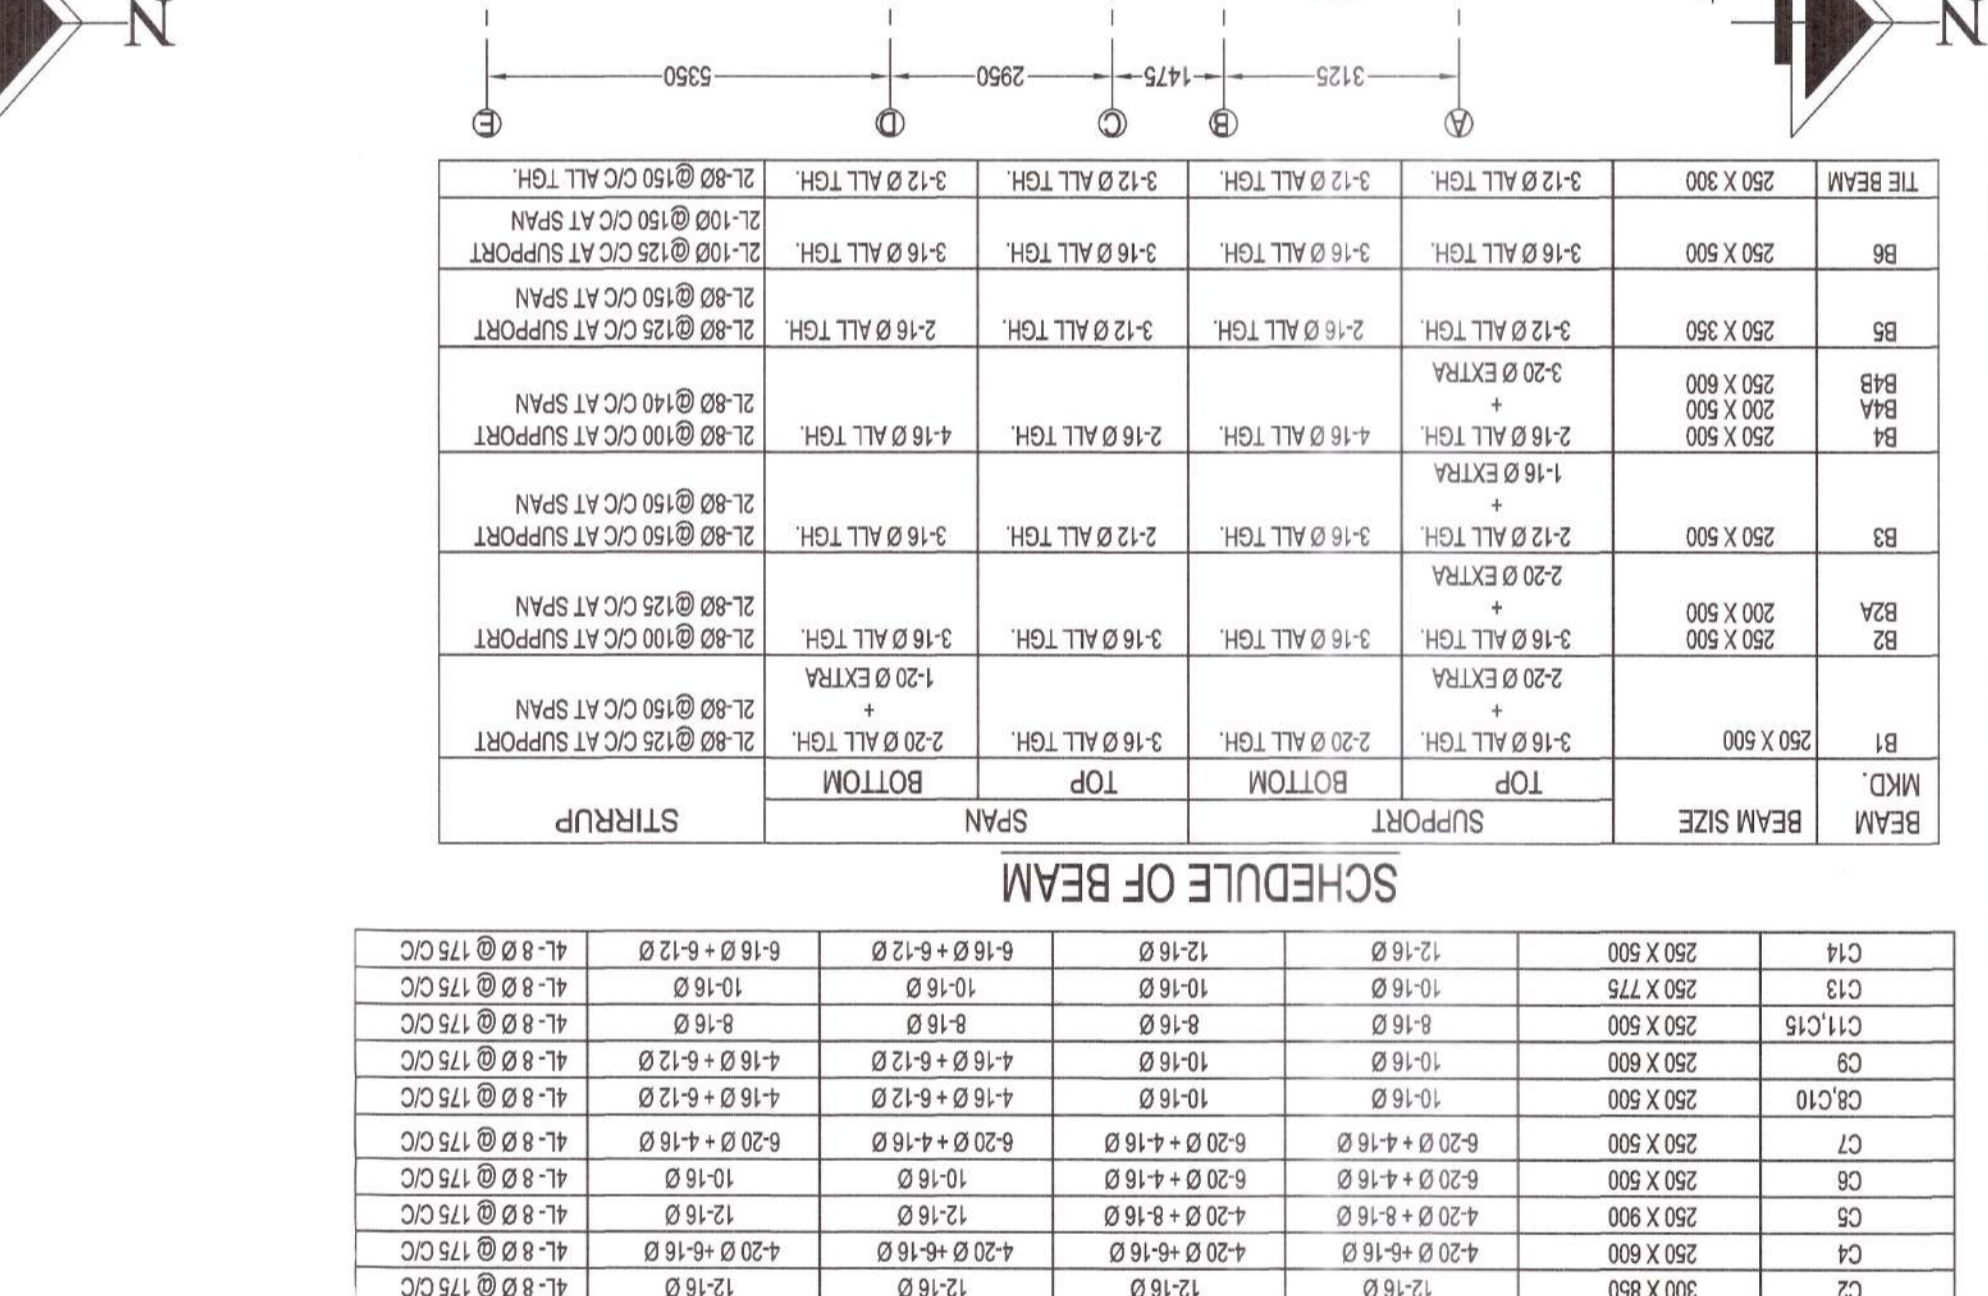 C2 300 X 850 12-16 Ø 12-16 Ø 12-16 Ø 12-16 Ø 4L- 8 Ø @ 175 C/C
C4 250 X 600 4-20 Ø +6-16 Ø 4-20 Ø +6-16 Ø 4-20 Ø +6-16 Ø 4-20 Ø +6-16 Ø 4L- 8 Ø @ 175 C/C
C5 250 X 900 4-20 Ø + 8-16 Ø 4-20 Ø + 8-16 Ø 12-16 Ø 12-16 Ø 4L- 8 Ø @ 175 C/C
C6 250 X 500 6-20 Ø + 4-16 Ø 6-20 Ø + 4-16 Ø 10-16 Ø 10-16 Ø 4L- 8 Ø @ 175 C/C
C7 250 X 500 6-20 Ø + 4-16 Ø 6-20 Ø + 4-16 Ø 6-20 Ø + 4-16 Ø 6-20 Ø + 4-16 Ø 4L- 8 Ø @ 175 C/C
C8,C10 250 X 500 10-16 Ø 10-16 Ø 4-16 Ø + 6-12 Ø 4-16 Ø + 6-12 Ø 4L- 8 Ø @ 175 C/C
C9 250 X 600 10-16 Ø 10-16 Ø 4-16 Ø + 6-12 Ø 4-16 Ø + 6-12 Ø 4L- 8 Ø @ 175 C/C
C11,C15 250 X 500 8-16 Ø 8-16 Ø 8-16 Ø 8-16 Ø 4L- 8 Ø @ 175 C/C
C13 250 X 775 10-16 Ø 10-16 Ø 10-16 Ø 10-16 Ø 4L- 8 Ø @ 175 C/C
C14 250 X 500 12-16 Ø 12-16 Ø 6-16 Ø + 6-12 Ø 6-16 Ø + 6-12 Ø 4L- 8 Ø @ 175 C/C
SCHEDULE OF BEAM
BEAM BEAM SIZE SUPPORT SPAN STIRRUP
MKD. TOP BOTTOM TOP BOTTOM
B1 250 X 500 3-16 Ø ALL TGH. 2-20 Ø ALL TGH. 3-16 Ø ALL TGH. 2-20 Ø ALL TGH. 2L-8Ø @125 C/C AT SUPPORT
+ + 2L-8Ø @150 C/C AT SPAN
2-20 Ø EXTRA 1-20 Ø EXTRA
B2 250 X 500 3-16 Ø ALL TGH. 3-16 Ø ALL TGH. 3-16 Ø ALL TGH. 3-16 Ø ALL TGH. 2L-8Ø @100 C/C AT SUPPORT
B2A 200 X 500 + 2L-8Ø @125 C/C AT SPAN
2-20 Ø EXTRA
B3 250 X 500 2-12 Ø ALL TGH. 3-16 Ø ALL TGH. 2-12 Ø ALL TGH. 3-16 Ø ALL TGH. 2L-8Ø @150 C/C AT SUPPORT
+ 2L-8Ø @150 C/C AT SPAN
1-16 Ø EXTRA
B4 250 X 500 2-16 Ø ALL TGH. 4-16 Ø ALL TGH. 2-16 Ø ALL TGH. 4-16 Ø ALL TGH. 2L-8Ø @100 C/C AT SUPPORT
B4A 200 X 500 + 2L-8Ø @140 C/C AT SPAN
B4B 250 X 600 3-20 Ø EXTRA
B5 250 X 350 3-12 Ø ALL TGH. 2-16 Ø ALL TGH. 3-12 Ø ALL TGH. 2-16 Ø ALL TGH. 2L-8Ø @125 C/C AT SUPPORT
2L-8Ø @150 C/C AT SPAN
B6 250 X 500 3-16 Ø ALL TGH. 3-16 Ø ALL TGH. 3-16 Ø ALL TGH. 3-16 Ø ALL TGH. 2L-10Ø @125 C/C AT SUPPORT
2L-10Ø @150 C/C AT SPAN
TIE BEAM 250 X 300 3-12 Ø ALL TGH. 3-12 Ø ALL TGH. 3-12 Ø ALL TGH. 3-12 Ø ALL TGH. 2L-8Ø @150 C/C ALL TGH.
A B C D E
3125 1475 2950 5350
N N